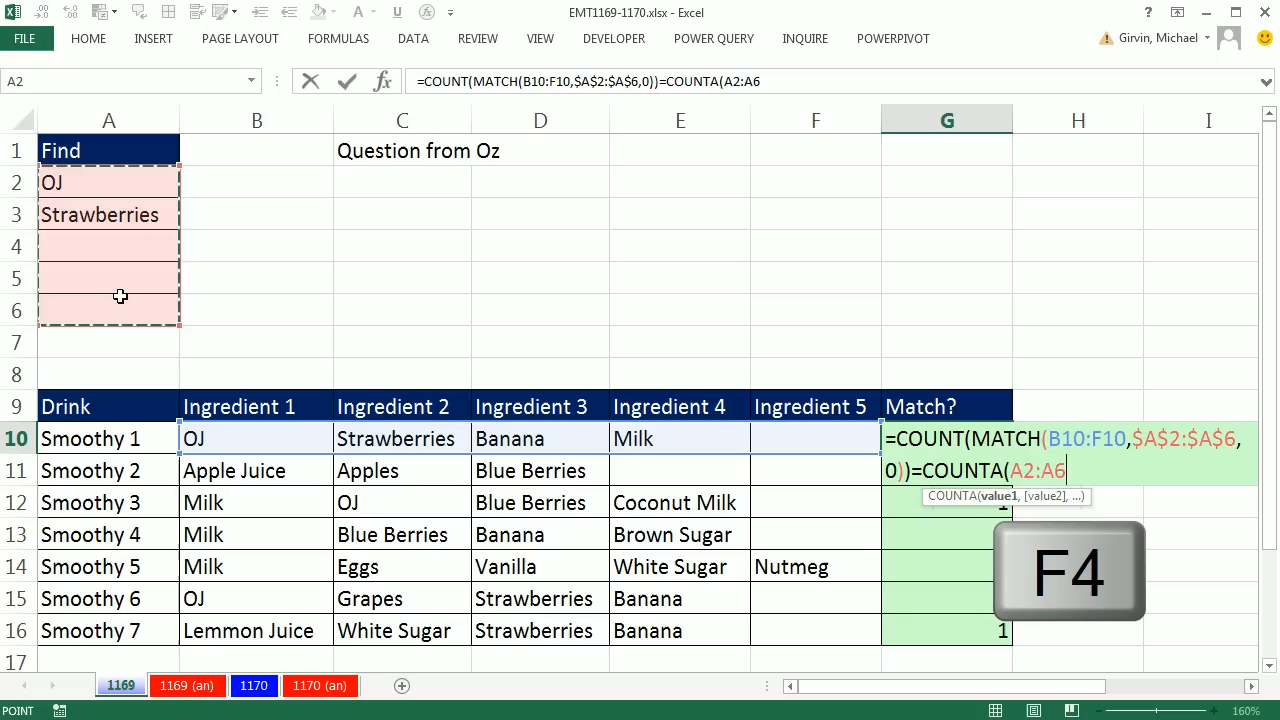 EMT1169-1170.xlsx - Excel
FILE HOME INSERT PAGE LAYOUT FORMULAS DATA REVIEW VIEW DEVELOPER POWER QUERY INQUIRE POWERPIVOT Girvin, Michael
A2 =COUNT(MATCH(B10:F10,$A$2:$A$6,0))=COUNTA(A2:A6
A B C D E F G H I
1 Find Question from Oz
2 OJ
3 Strawberries
4
5
6
7
8
9 Drink Ingredient 1 Ingredient 2 Ingredient 3 Ingredient 4 Ingredient 5 Match?
10 Smoothy 1 OJ Strawberries Banana Milk =COUNT(MATCH(B10:F10,$A$2:$A$6,
11 Smoothy 2 Apple Juice Apples Blue Berries 0))=COUNTA(A2:A6
COUNTA(value1, [value2], ...)
12 Smoothy 3 Milk OJ Blue Berries Coconut Milk 1
13 Smoothy 4 Milk Blue Berries Banana Brown Sugar
14 Smoothy 5 Milk Eggs Vanilla White Sugar Nutmeg
F4
15 Smoothy 6 OJ Grapes Strawberries Banana
16 Smoothy 7 Lemmon Juice White Sugar Strawberries Banana 1
17
1169 1169 (an) 1170 1170 (an)
POINT 160%